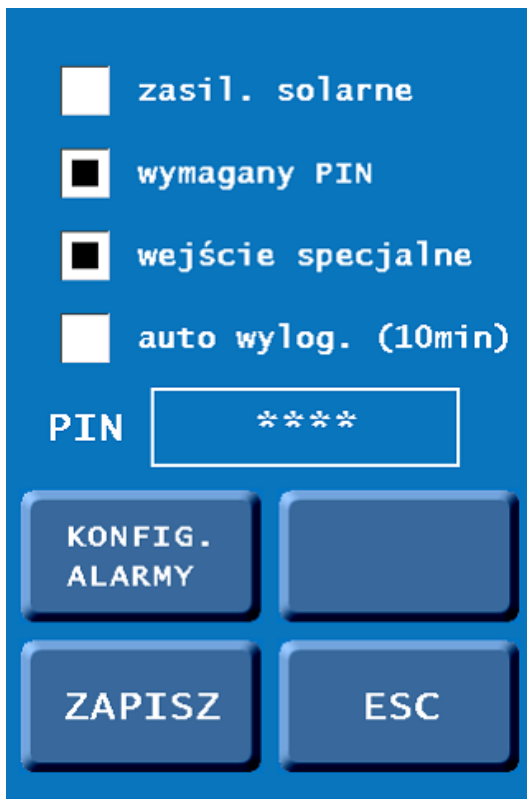 zasil. solarne
wymagany PIN
wejście specjalne
auto wylog. (10min)
PIN ****
KONFIG.
ALARMY
ZAPISZ ESC